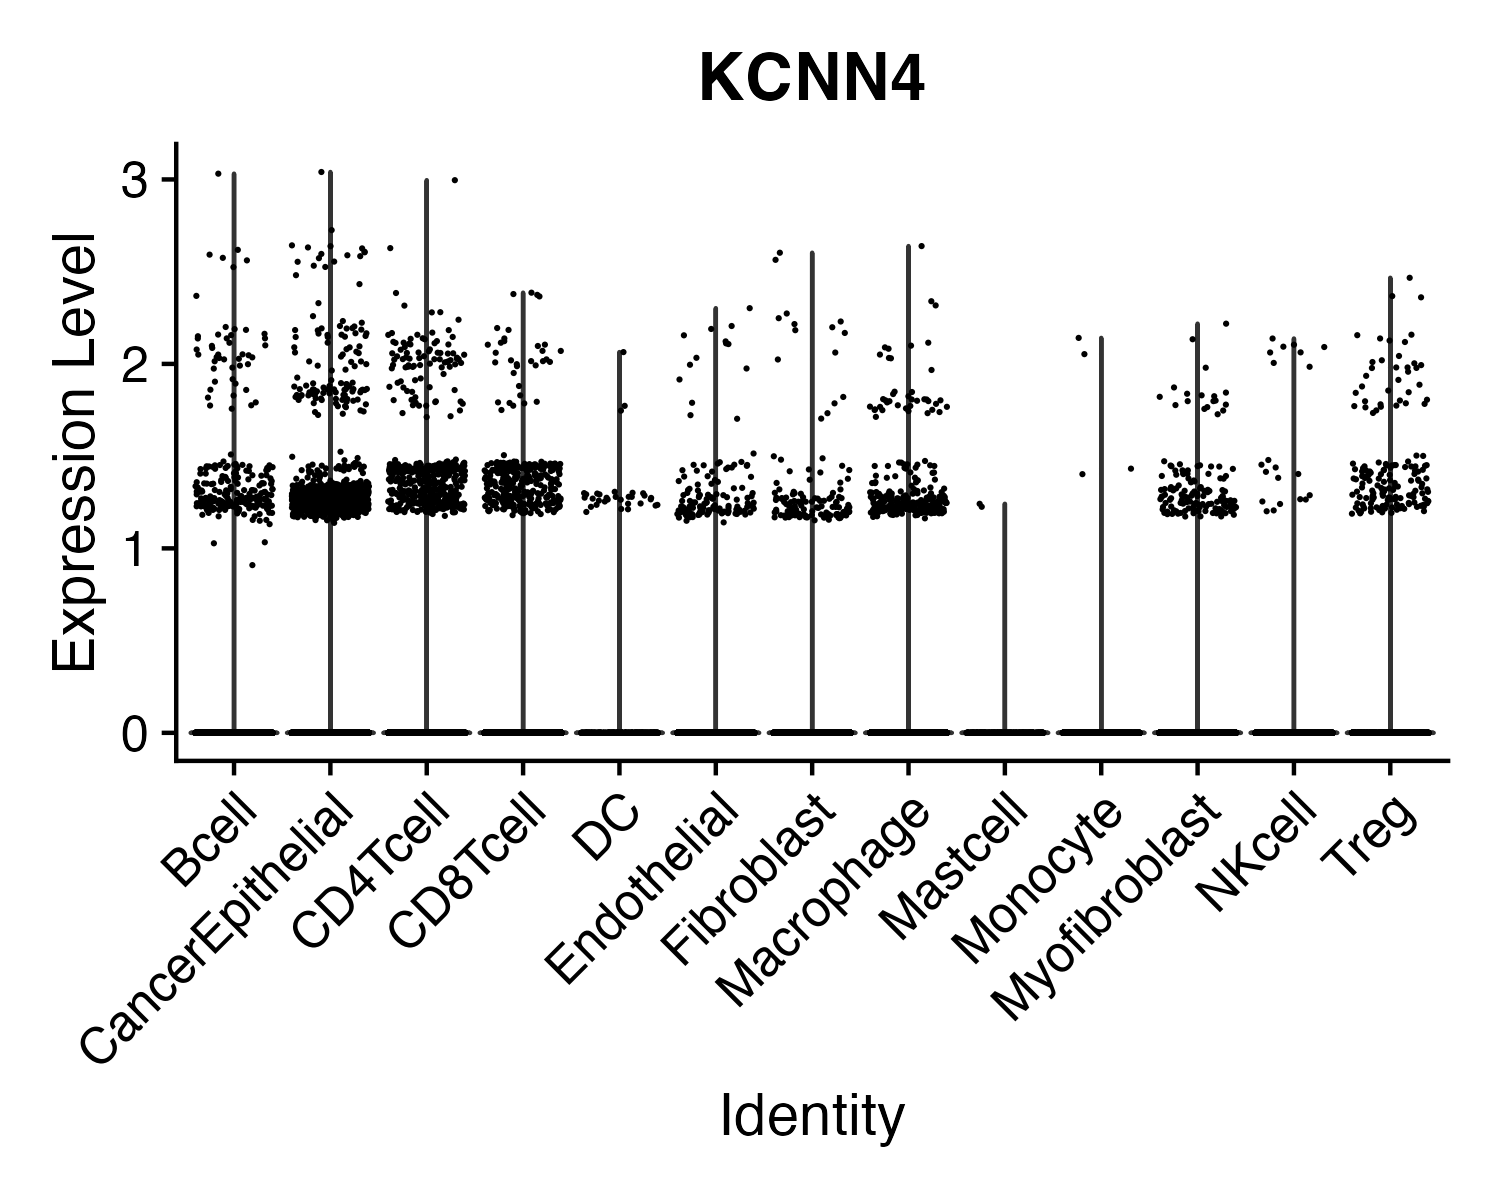 KCNN4
Expression Level
3
2
1
0
Bcell
CancerEpithelial
CD4Tcell
CD8Tcell
DC
Endothelial
Fibroblast
Macrophage
Mastcell
Monocyte
Myofibroblast
NKcell
Treg
Identity